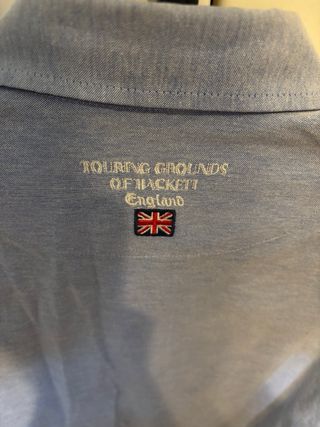 TOURING GROUNDS
OF HACKETT
England